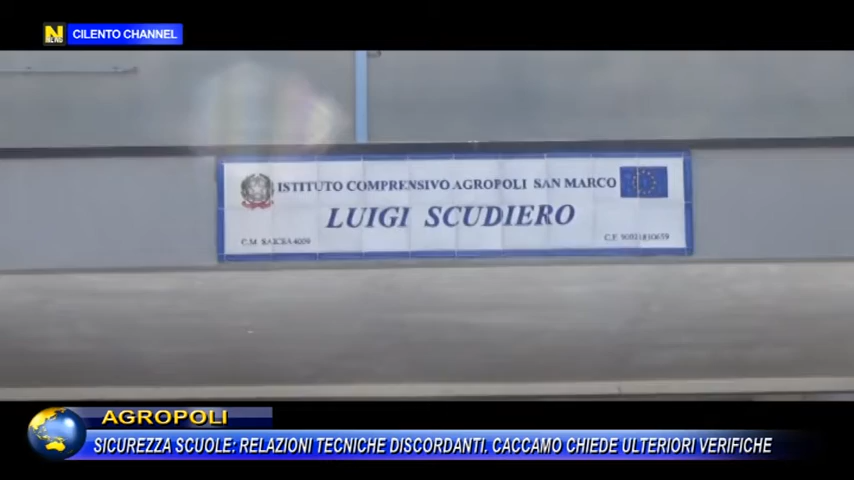 N
CILENTO CHANNEL
ISTITUTO COMPRENSIVO AGROPOLI SAN MARCO
LUIGI SCUDIERO
C.M.
C.F.
AGROPOLI
SICUREZZA SCUOLE: RELAZIONI TECNICHE DISCORDANTI. CACCAMO CHIEDE ULTERIORI VERIFICHE